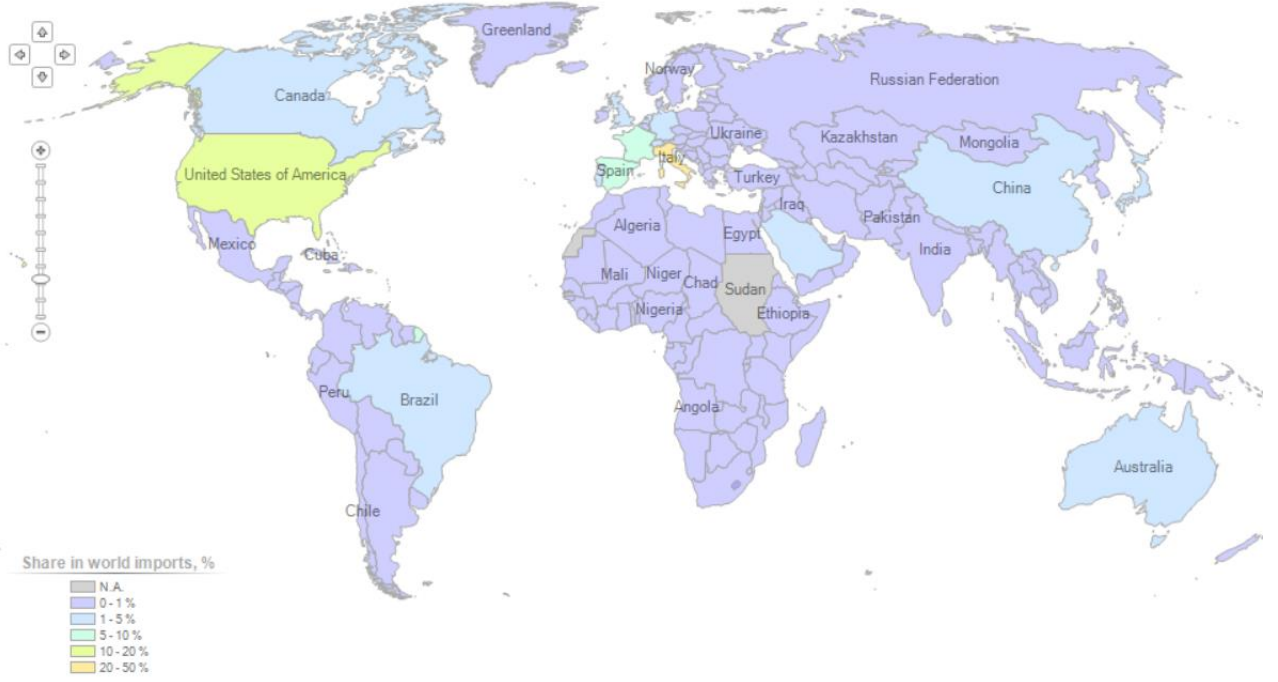 Greenland
Norway
Russian Federation
Canada
Ukraine
Kazakhstan
Mongolia
Italy
Spain
United States of America
Turkey
China
Iraq
Pakistan
Algeria
Egypt
India
Mexico
Cuba
Mali
Niger
Chad
Sudan
Nigeria
Ethiopia
Peru
Brazil
Angola
Australia
Chile
Share in world imports, %
N.A.
0 - 1 %
1 - 5 %
5 - 10 %
10 - 20 %
20 - 50 %